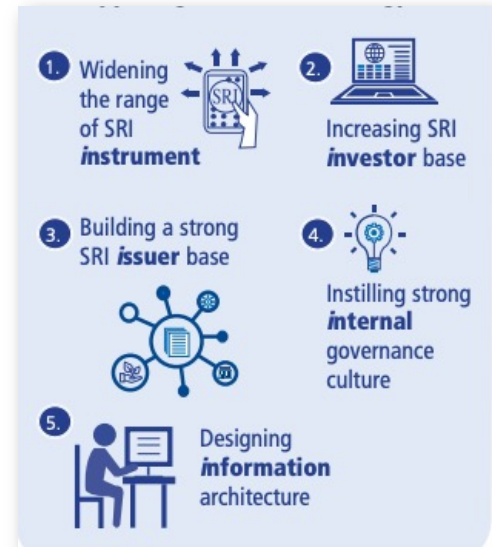 1.
Widening
the range
of SRI
instrument
SRI
2.
Increasing SRI
investor base
3.
Building a strong
SRI issuer base
4.
Instilling strong
internal
governance
culture
5.
Designing
information
architecture